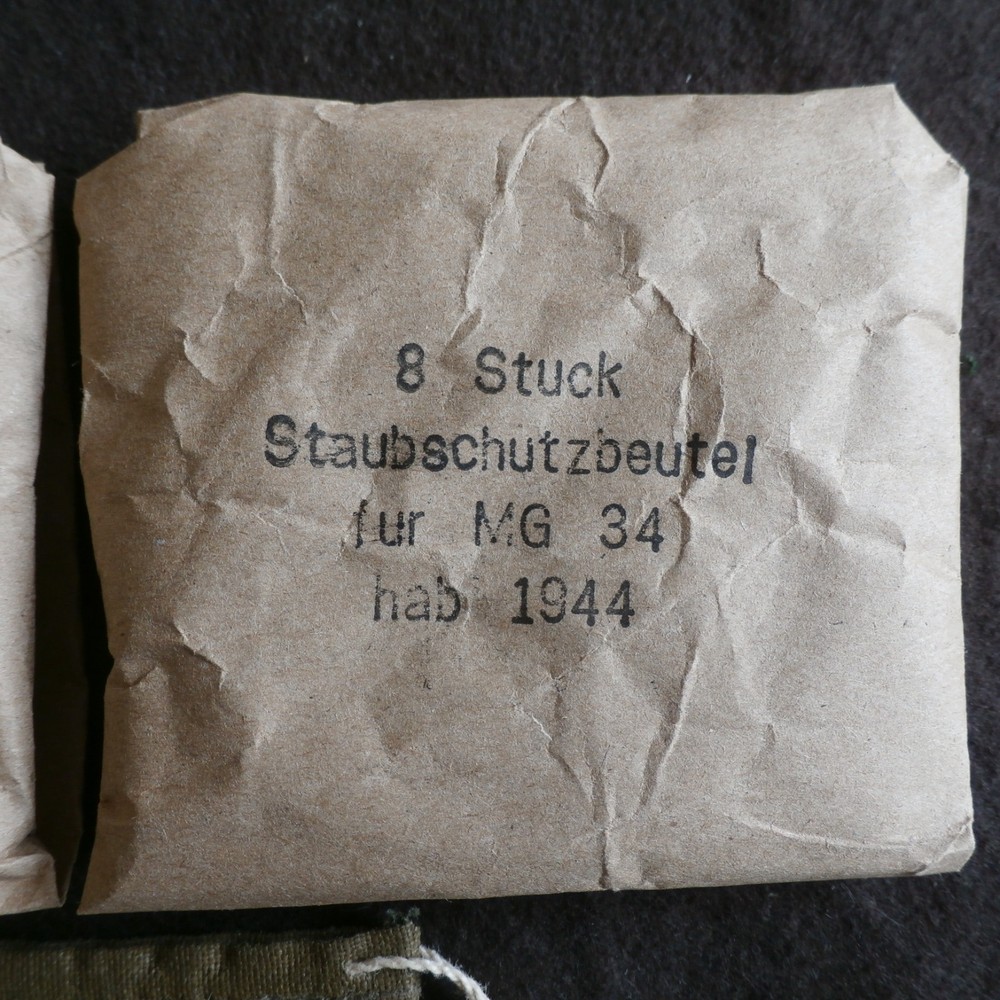 8 Stuck
Staubschutzbeutel
fur MG 34
hab 1944